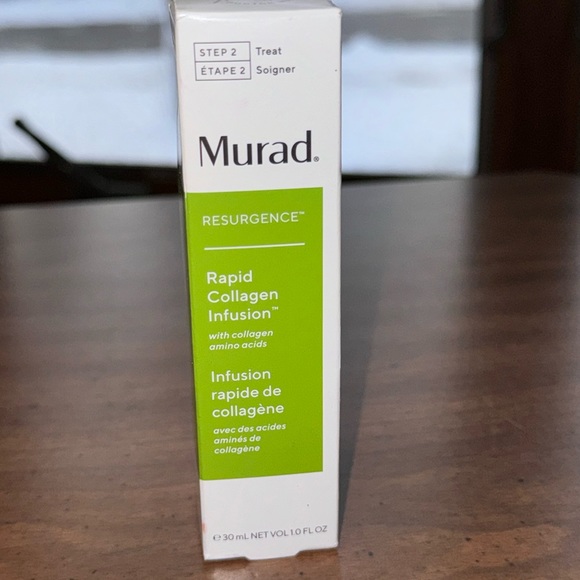 STEP 2 Treat
ÉTAPE 2 Soigner
Murad®
RESURGENCE™
Rapid
Collagen
Infusion™
with collagen
amino acids
Infusion
rapide de
collagène
avec des acides
aminés de
collagène
℮ 30 mL NET VOL 1.0 FL OZ